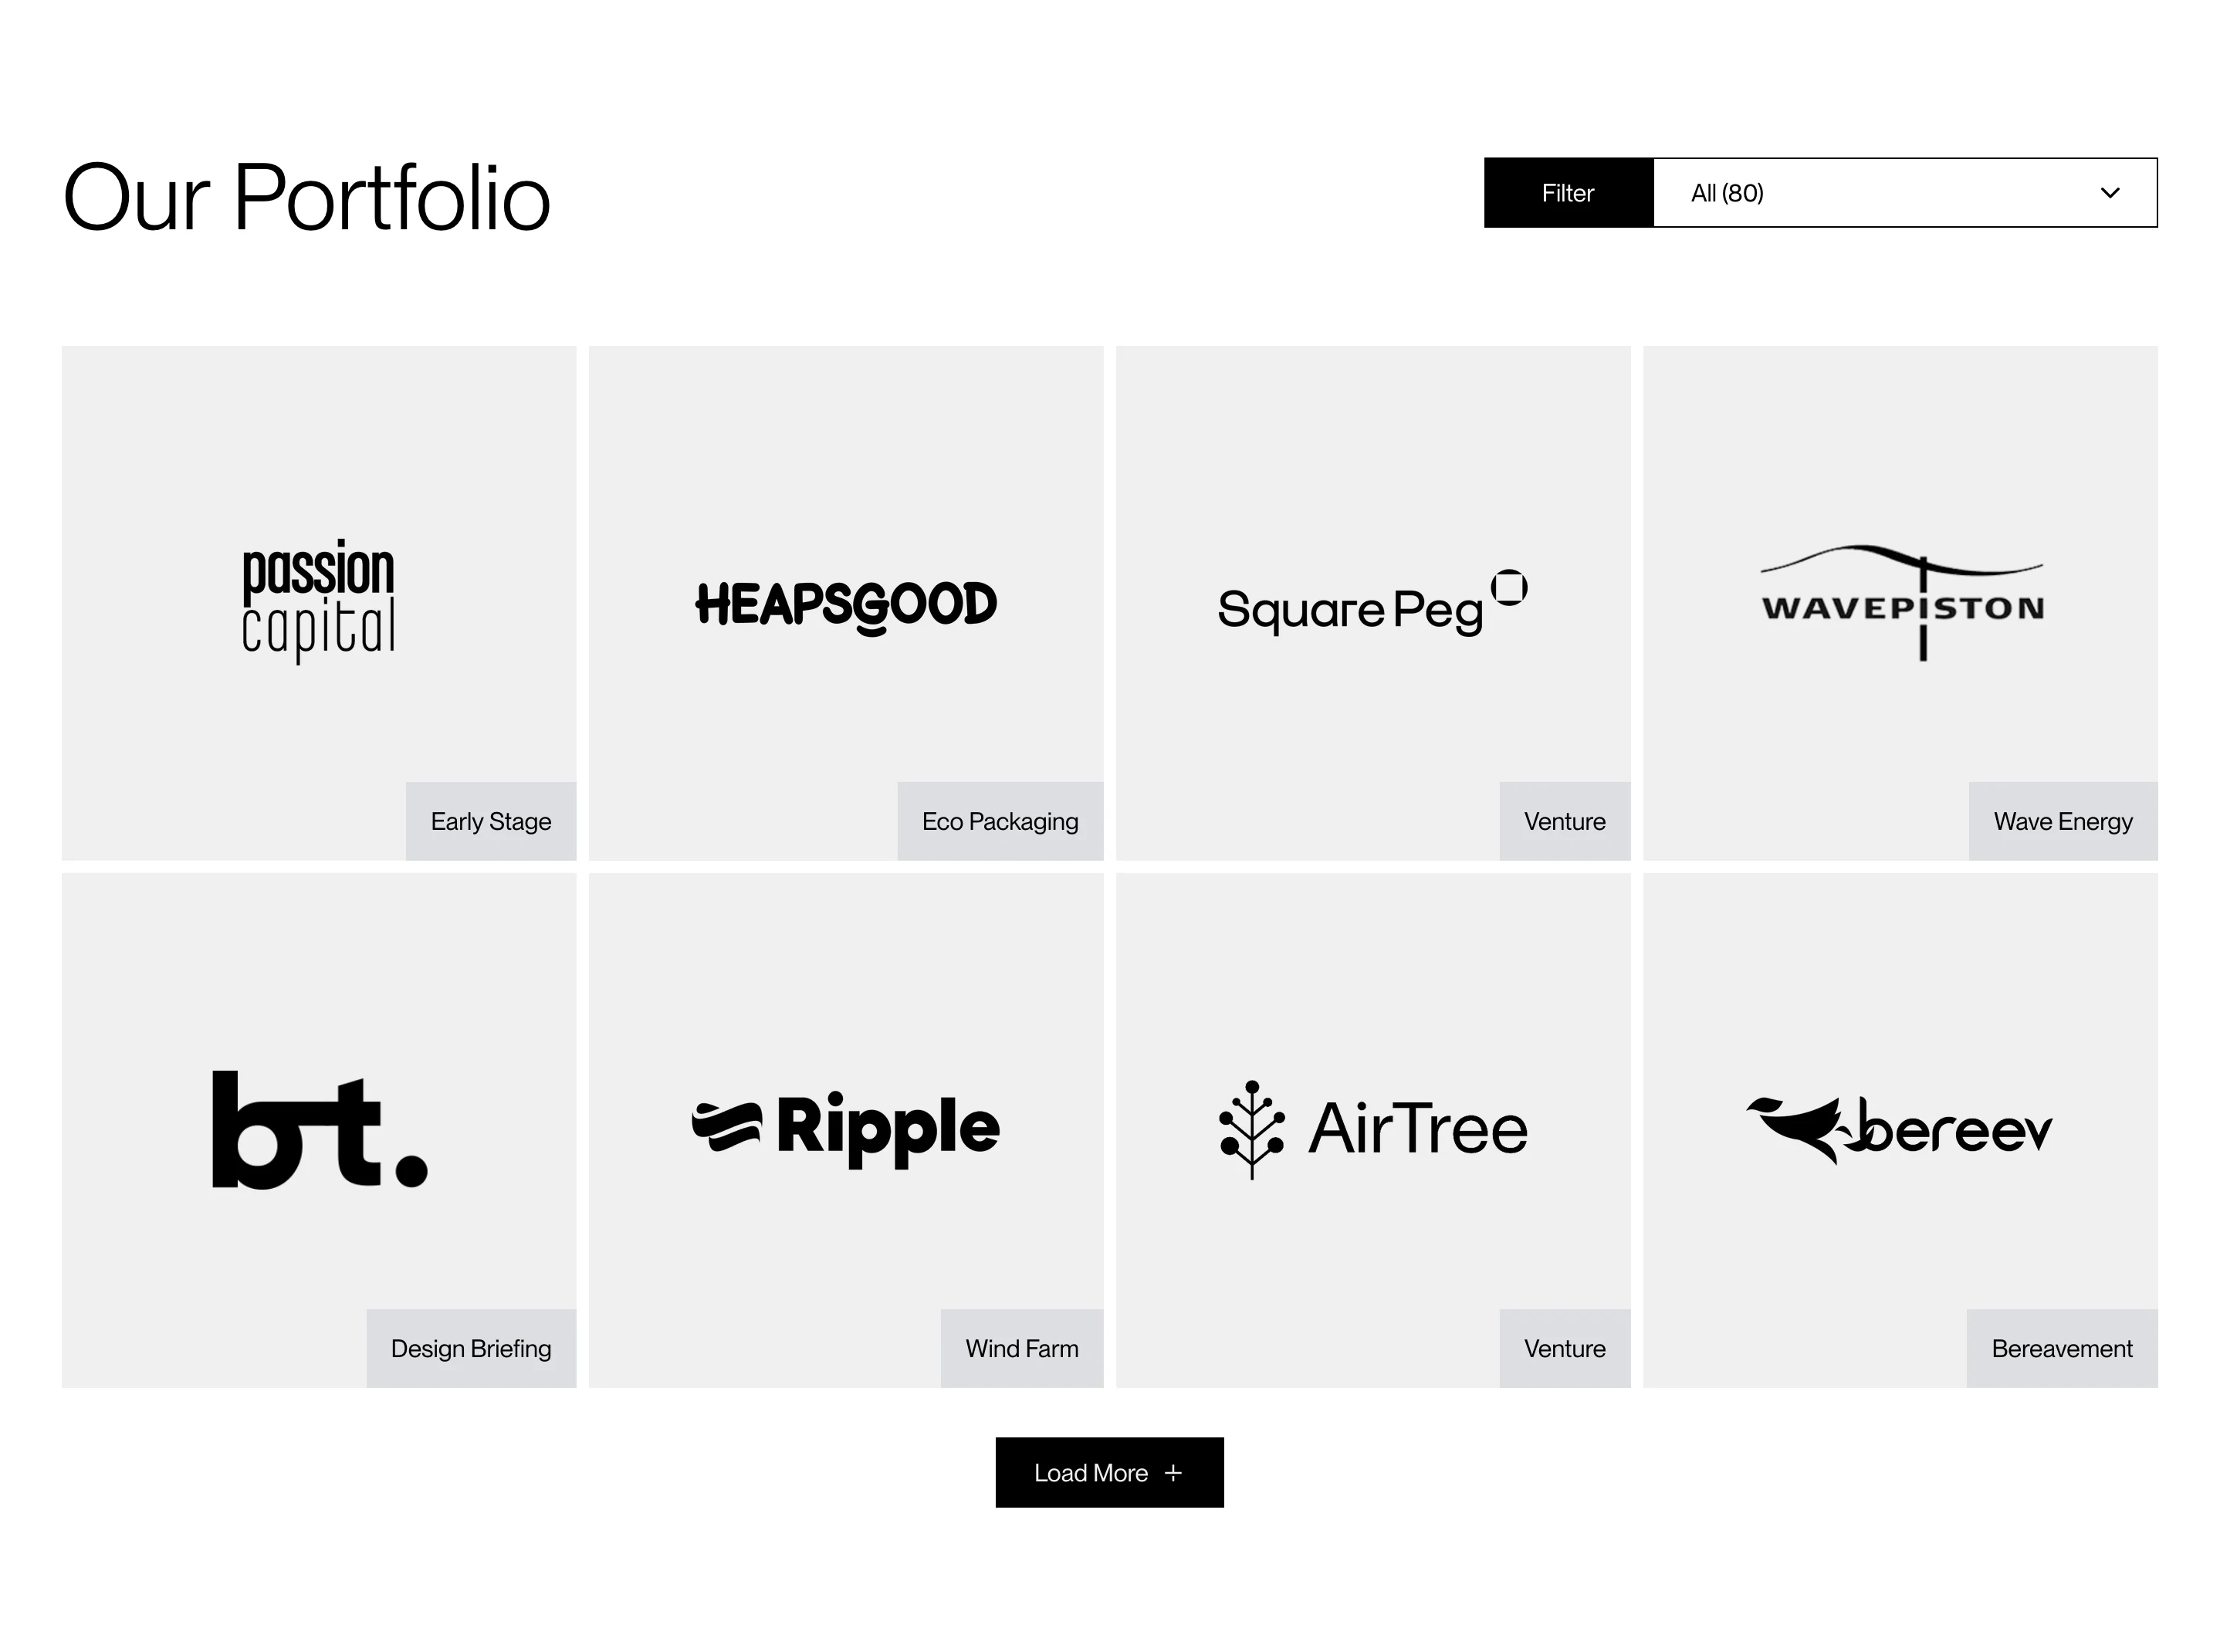 Our Portfolio
Filter
All (80)
passion
capital
Early Stage
HEAPSGOOD
Eco Packaging
Square Peg
Venture
WAVEPISTON
Wave Energy
bt.
Design Briefing
Ripple
Wind Farm
AirTree
Venture
bereev
Bereavement
Load More +